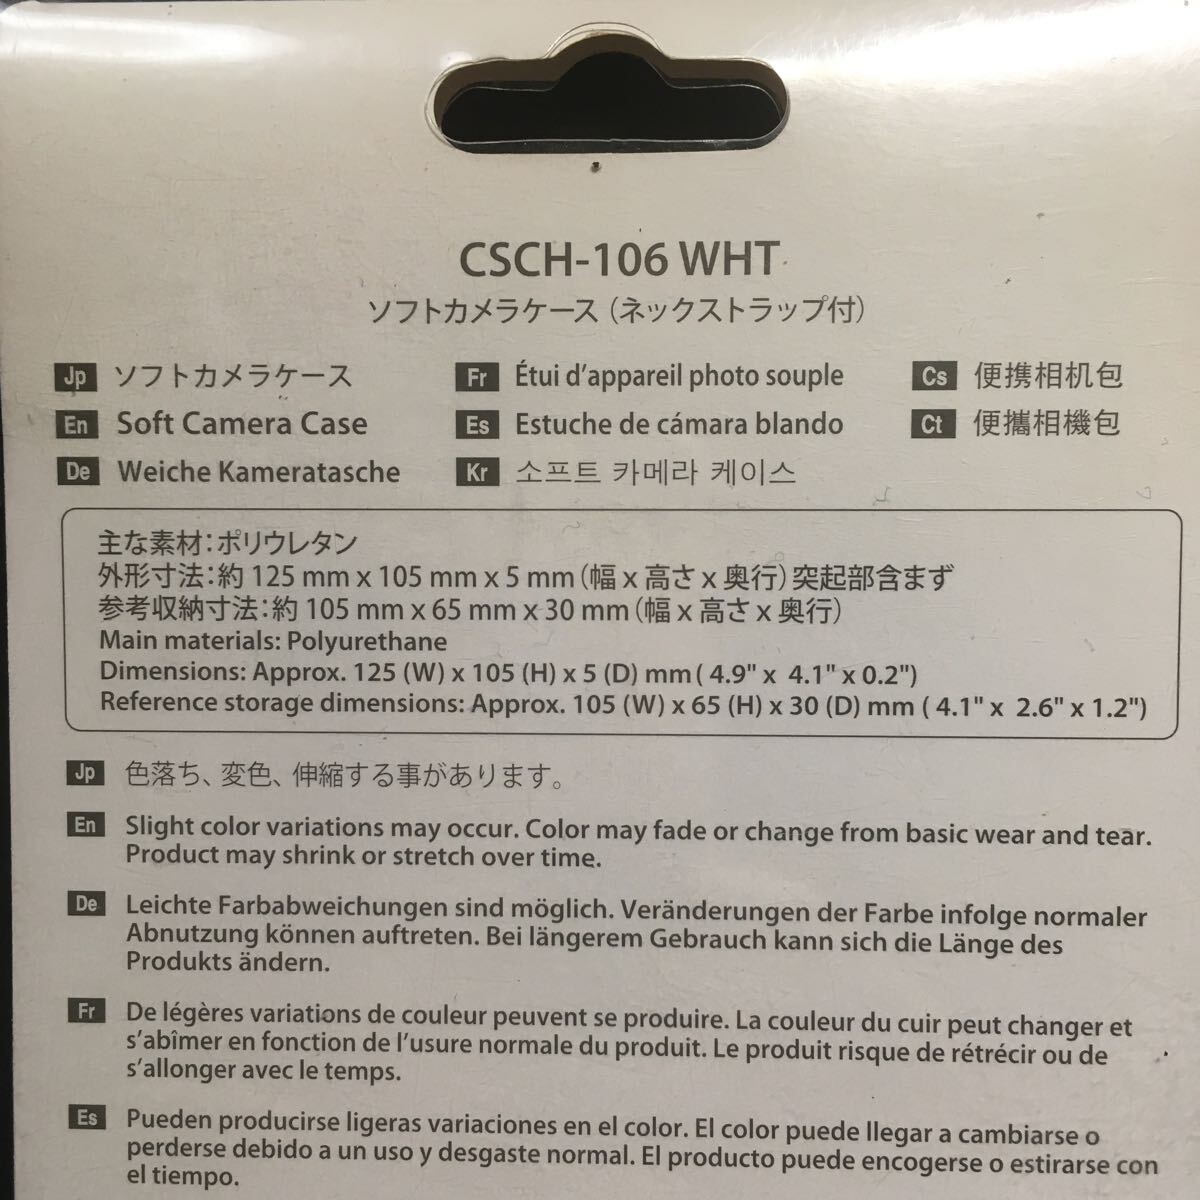 CSCH-106 WHT
ソフトカメラケース（ネックストラップ付）
Jp ソフトカメラケース
En Soft Camera Case
De Weiche Kameratasche
Fr Étui d'appareil photo souple
Es Estuche de cámara blando
Kr 소프트 카메라 케이스
Cs 便携相机包
Ct 便攜相機包
主な素材：ポリウレタン
外形寸法：約 125 mm x 105 mm x 5 mm（幅 x 高さ x 奥行）突起部含まず
参考収納寸法：約 105 mm x 65 mm x 30 mm（幅 x 高さ x 奥行）
Main materials: Polyurethane
Dimensions: Approx. 125 (W) x 105 (H) x 5 (D) mm ( 4.9" x 4.1" x 0.2")
Reference storage dimensions: Approx. 105 (W) x 65 (H) x 30 (D) mm ( 4.1" x 2.6" x 1.2")
Jp 色落ち、変色、伸縮する事があります。
En Slight color variations may occur. Color may fade or change from basic wear and tear.
Product may shrink or stretch over time.
De Leichte Farbabweichungen sind möglich. Veränderungen der Farbe infolge normaler
Abnutzung können auftreten. Bei längerem Gebrauch kann sich die Länge des
Produkts ändern.
Fr De légères variations de couleur peuvent se produire. La couleur du cuir peut changer et
s'abîmer en fonction de l'usure normale du produit. Le produit risque de rétrécir ou de
s'allonger avec le temps.
Es Pueden producirse ligeras variaciones en el color. El color puede llegar a cambiarse o
perderse debido a un uso y desgaste normal. El producto puede encogerse o estirarse con
el tiempo.